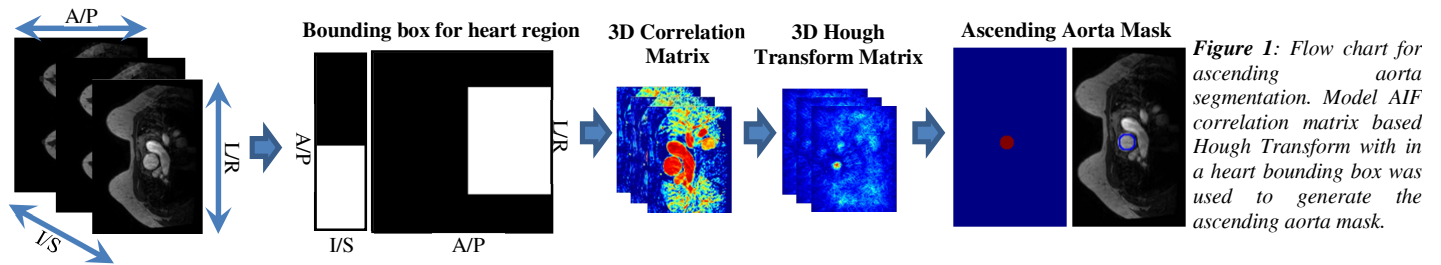 A/P
L/R
I/S
Bounding box for heart region
A/P
I/S
L/R
A/P
3D Correlation
Matrix
3D Hough
Transform Matrix
Ascending Aorta Mask
Figure 1: Flow chart for
ascending aorta
segmentation. Model AIF
correlation matrix based
Hough Transform with in
a heart bounding box was
used to generate the
ascending aorta mask.